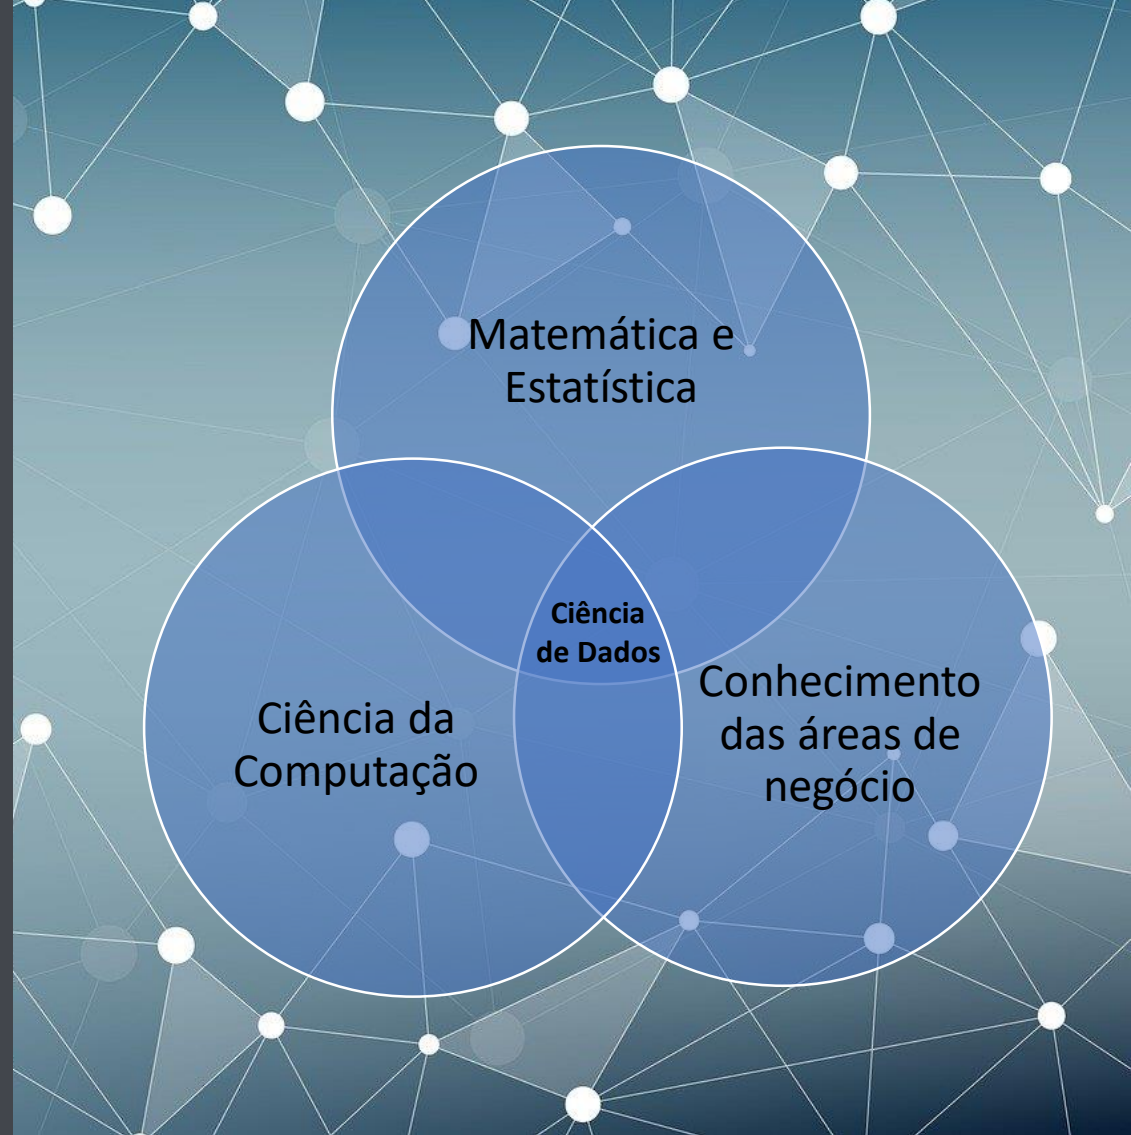 Matemática e
Estatística
Ciência
de Dados
Ciência da
Computação
Conhecimento
das áreas de
negócio